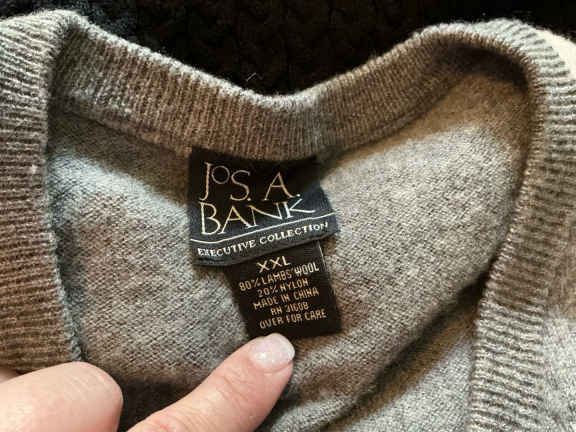 JOS. A.
BANK
EXECUTIVE COLLECTION
XXL
80% LAMBS' WOOL
20% NYLON
MADE IN CHINA
RN 31608
OVER FOR CARE